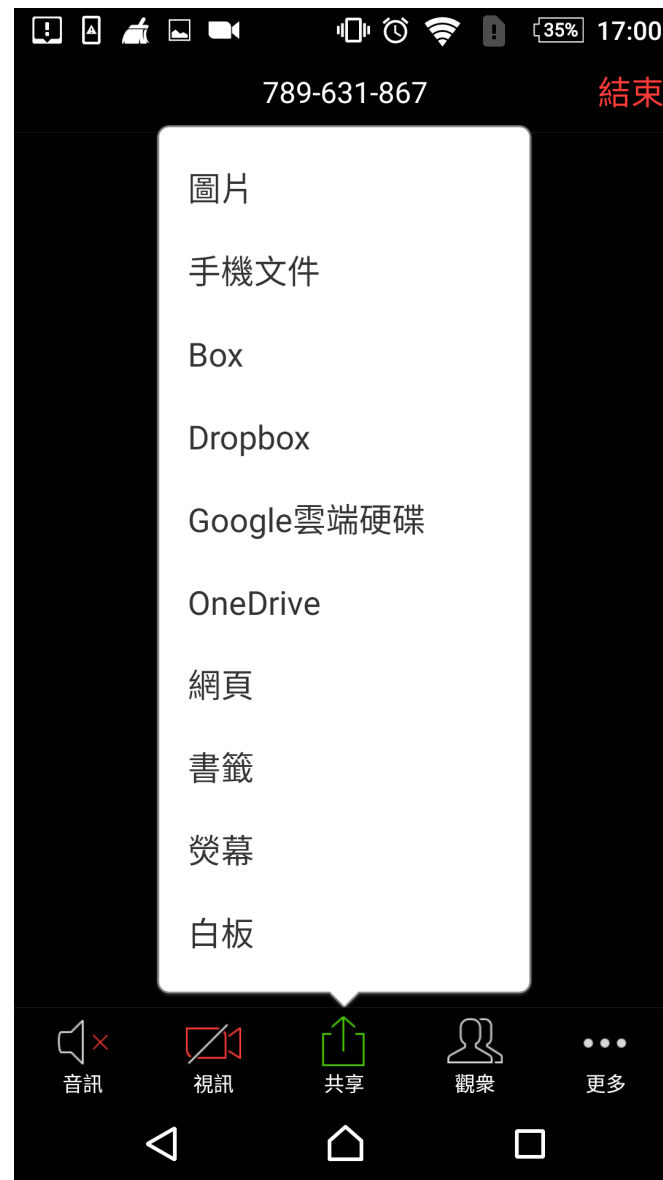 35% 17:00
789-631-867 結束
圖片
手機文件
Box
Dropbox
Google雲端硬碟
OneDrive
網頁
書籤
熒幕
白板
音訊 視訊 共享 觀衆 更多